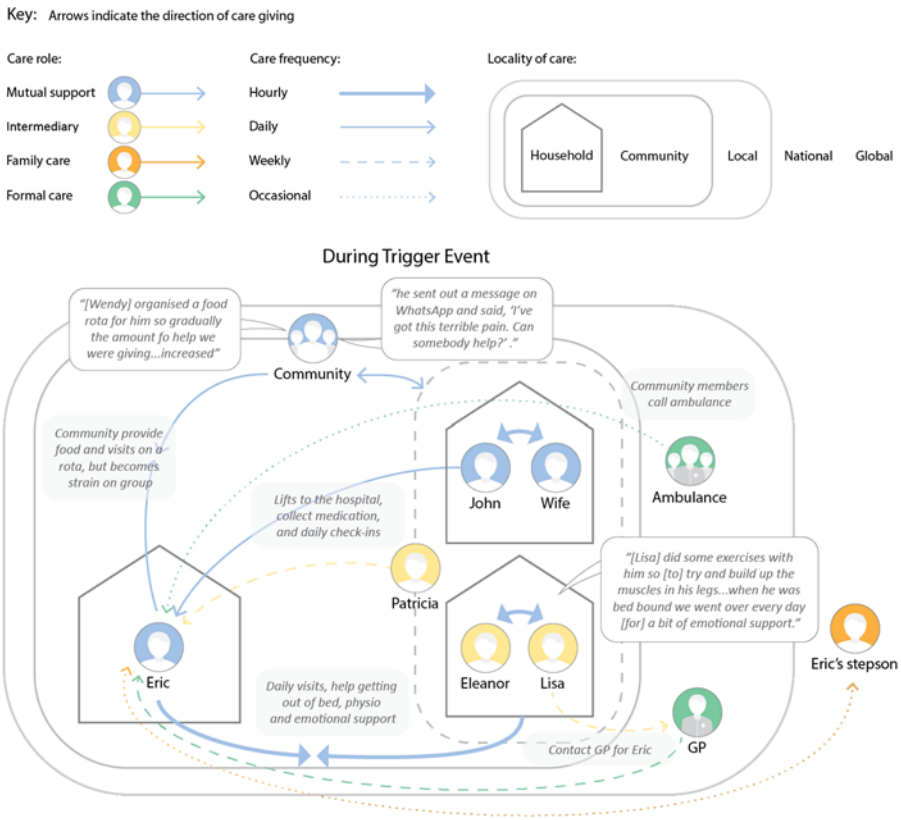 Key: Arrows indicate the direction of care giving
Care role:
Mutual support
Intermediary
Family care
Formal care
Care frequency:
Hourly
Daily
Weekly
Occasional
Locality of care:
Household
Community
Local
National
Global
During Trigger Event
"[Wendy] organised a food
rota for him so gradually
the amount fo help we
were giving...increased"
"he sent out a message on
WhatsApp and said, 'I've
got this terrible pain. Can
somebody help?' ."
Community
Community members
call ambulance
Community provide
food and visits on a
rota, but becomes
strain on group
Lifts to the hospital,
collect medication,
and daily check-ins
John
Wife
Ambulance
Patricia
"[Lisa] did some exercises with
him so [to] try and build up the
muscles in his legs...when he was
bed bound we went over every day
[for] a bit of emotional support."
Eric
Eleanor
Lisa
Eric's stepson
Daily visits, help getting
out of bed, physio
and emotional support
Contact GP for Eric
GP